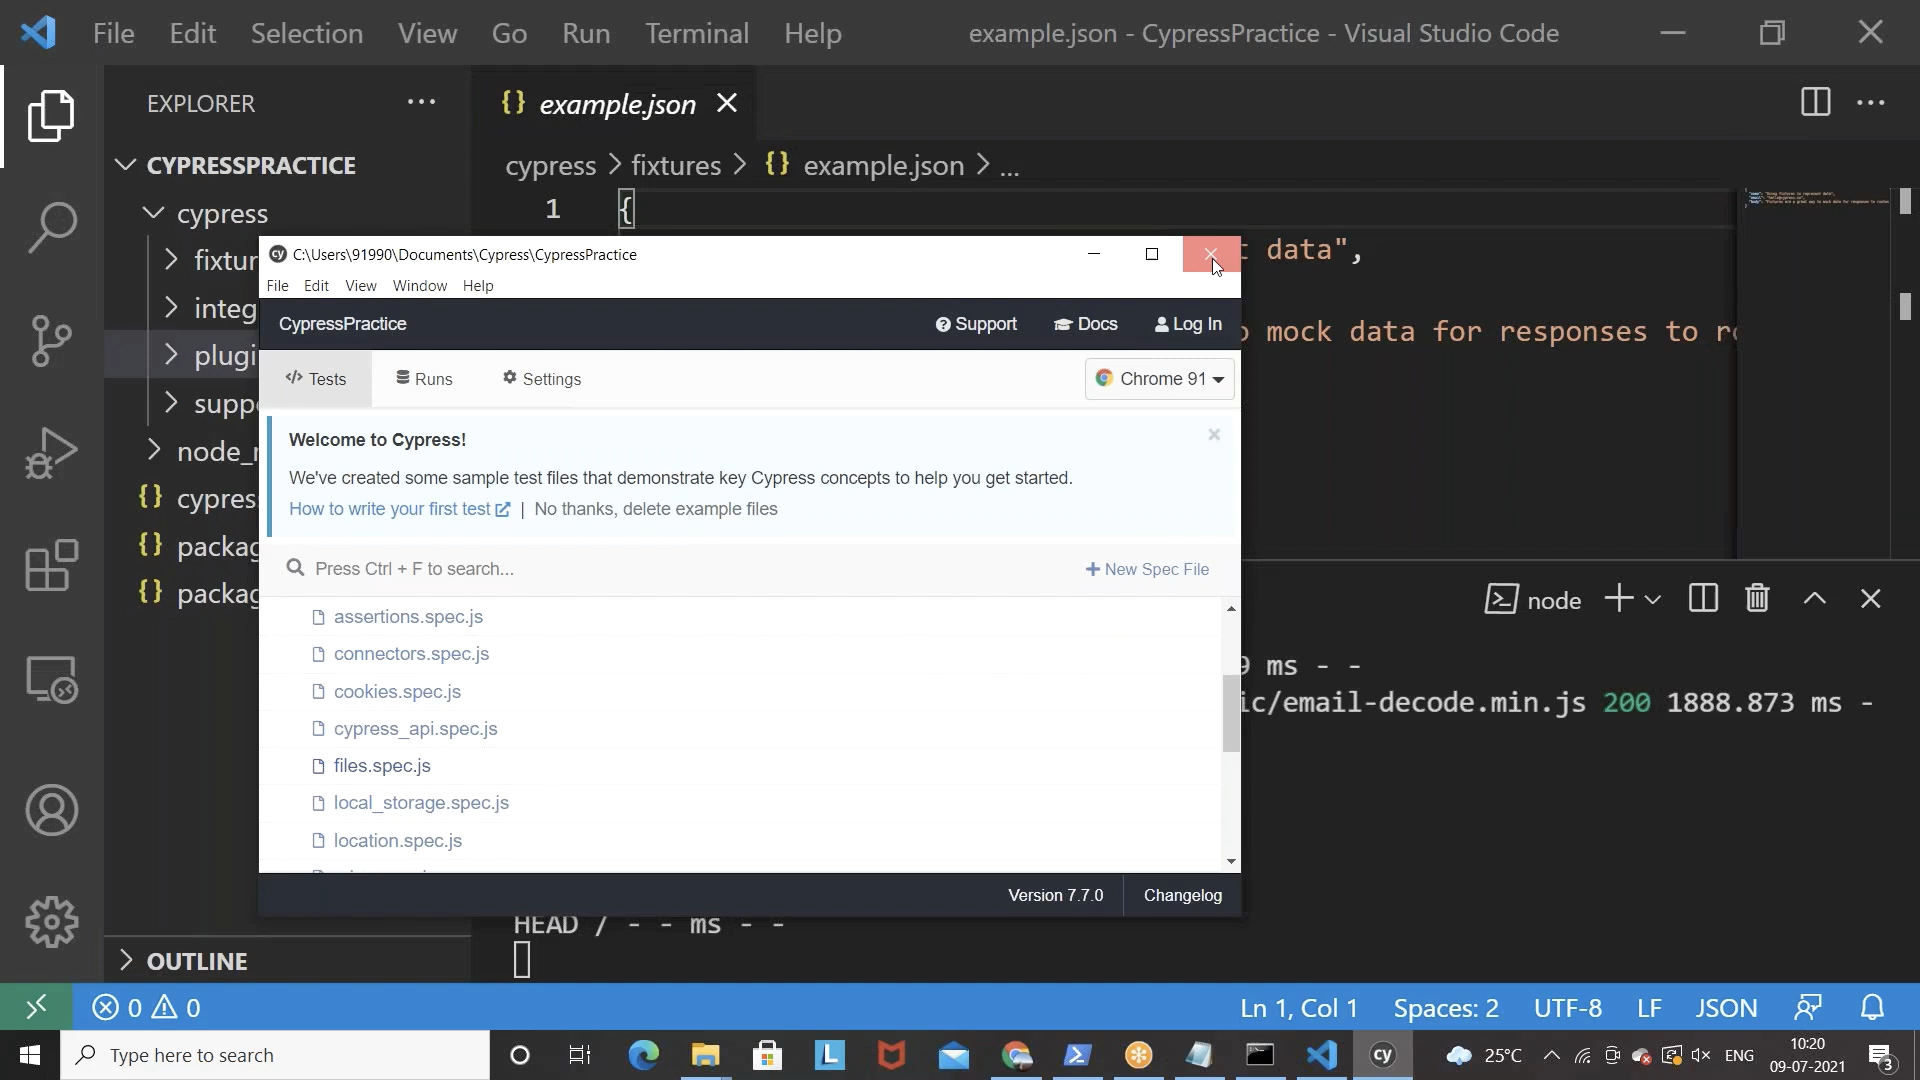 File Edit Selection View Go Run Terminal Help example.json - CypressPractice - Visual Studio Code
EXPLORER ...
{} example.json
CYPRESSPRACTICE
cypress > fixtures > {} example.json > ...
cypress
1 {
fixtur
t data",
integ
o mock data for responses to r
plugi
supp
node_
{} cypres
{} packag
{} packag
cy C:\Users\91990\Documents\Cypress\CypressPractice
File Edit View Window Help
CypressPractice Support Docs Log In
</> Tests Runs Settings Chrome 91
Welcome to Cypress!
We've created some sample test files that demonstrate key Cypress concepts to help you get started.
How to write your first test | No thanks, delete example files
Press Ctrl + F to search... + New Spec File
assertions.spec.js
connectors.spec.js
cookies.spec.js
cypress_api.spec.js
files.spec.js
local_storage.spec.js
location.spec.js
Version 7.7.0 Changelog
node
9 ms - -
ic/email-decode.min.js 200 1888.873 ms -
HEAD / - - ms - -
OUTLINE
0 0 Ln 1, Col 1 Spaces: 2 UTF-8 LF JSON
Type here to search L cy 25°C ENG 10:20
09-07-2021 3